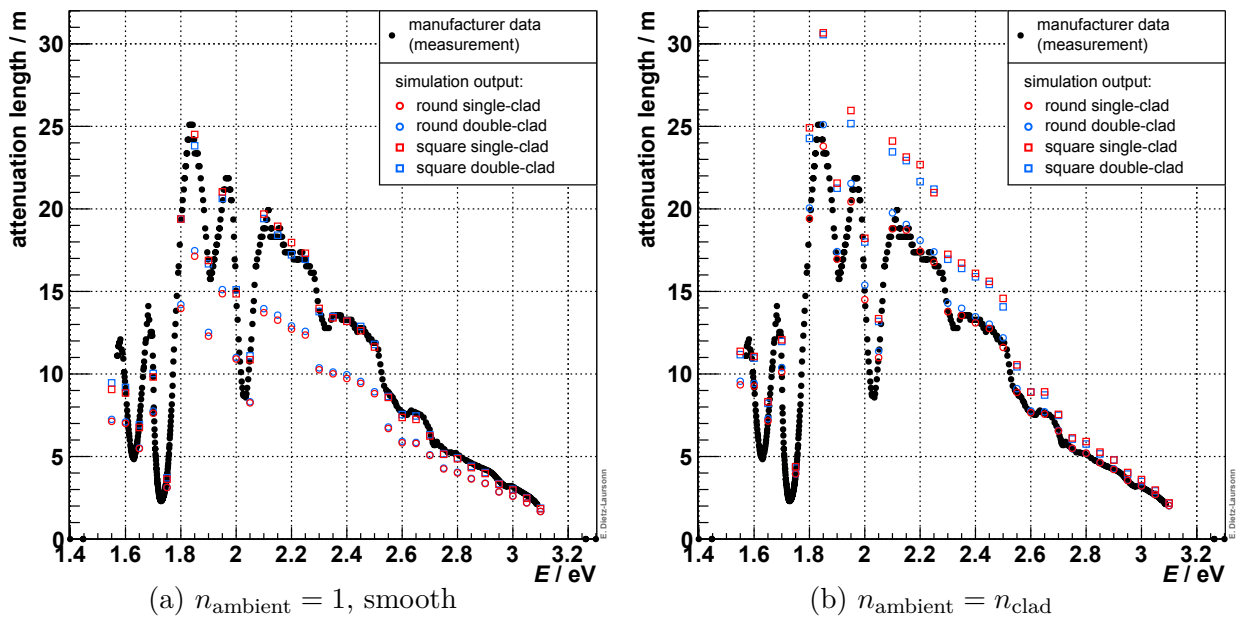 attenuation length / m
30
25
20
15
10
5
0
1.4 1.6 1.8 2 2.2 2.4 2.6 2.8 3 3.2
E / eV
manufacturer data
(measurement)
simulation output:
round single-clad
round double-clad
square single-clad
square double-clad
E. Dietz-Laursonn
(a) n_ambient = 1, smooth
attenuation length / m
30
25
20
15
10
5
0
1.4 1.6 1.8 2 2.2 2.4 2.6 2.8 3 3.2
E / eV
manufacturer data
(measurement)
simulation output:
round single-clad
round double-clad
square single-clad
square double-clad
E. Dietz-Laursonn
(b) n_ambient = n_clad